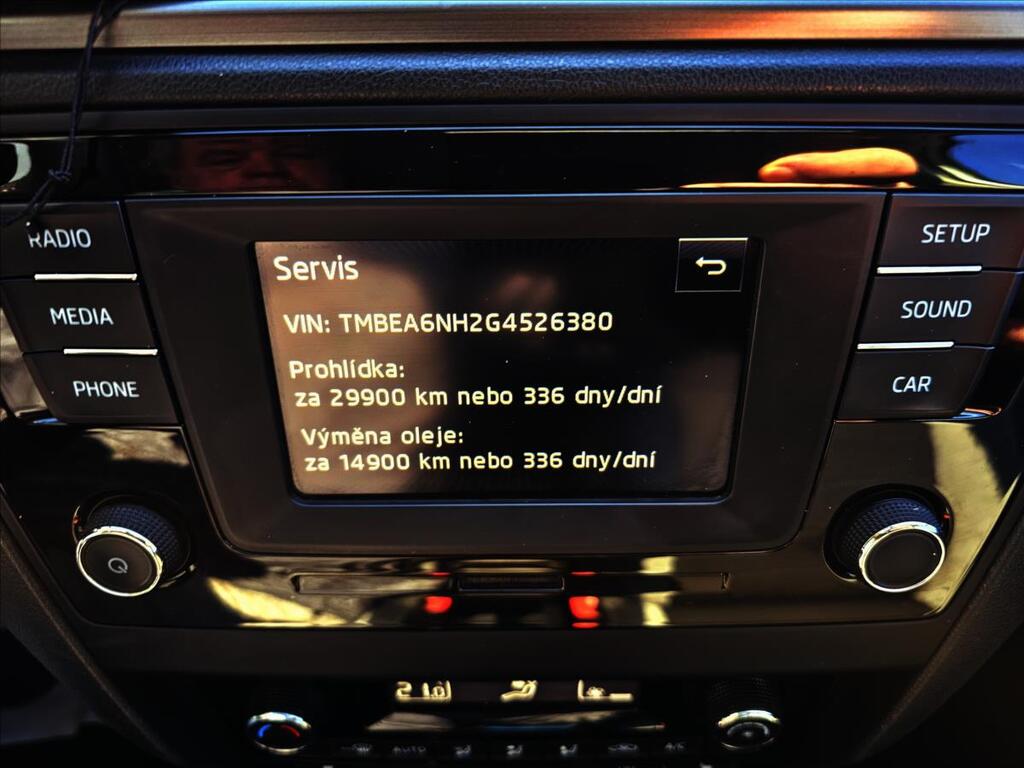 RADIO
MEDIA
PHONE
Servis
VIN: TMBEA6NH2G4526380
Prohlídka:
za 29900 km nebo 336 dny/dní
Výměna oleje:
za 14900 km nebo 336 dny/dní
SETUP
SOUND
CAR
AUTO
A/C